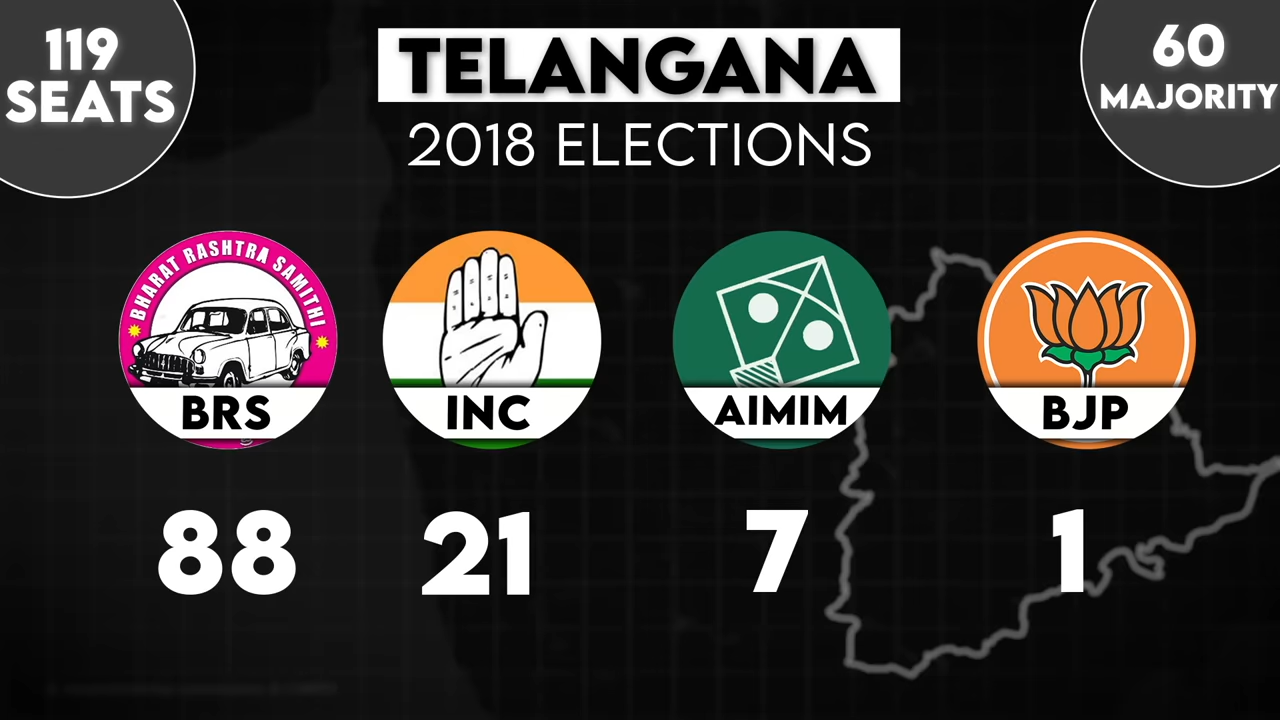 119
SEATS
TELANGANA
2018 ELECTIONS
60
MAJORITY
BHARAT RASHTRA SAMITHI
BRS
INC
AIMIM
BJP
88
21
7
1